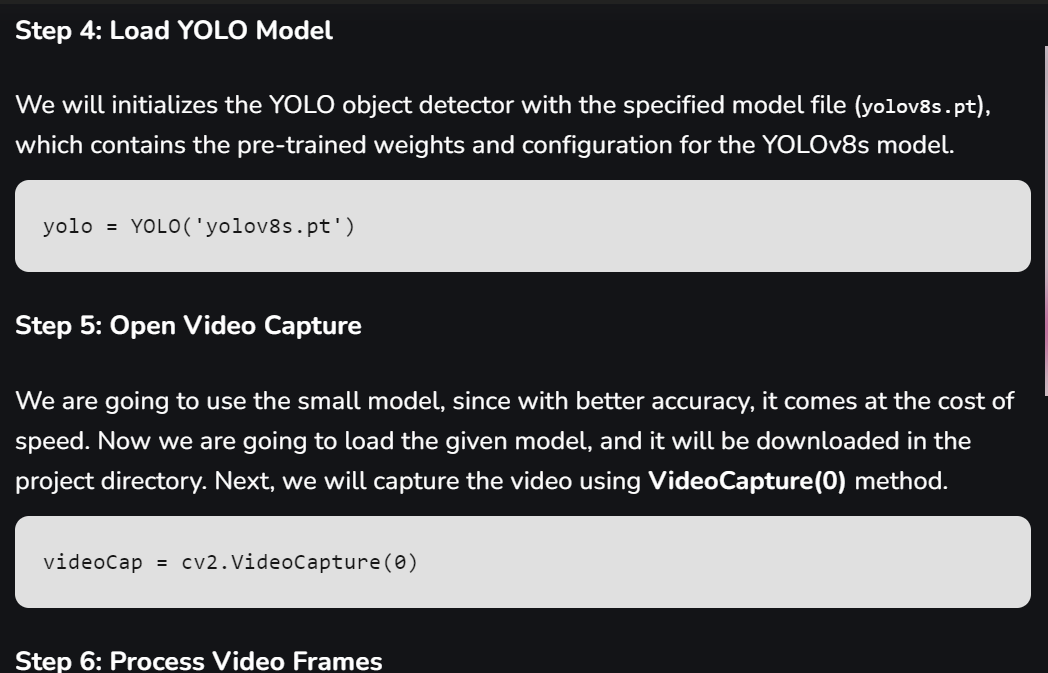 Step 4: Load YOLO Model
We will initializes the YOLO object detector with the specified model file (yolov8s.pt),
which contains the pre-trained weights and configuration for the YOLOv8s model.
yolo = YOLO('yolov8s.pt')
Step 5: Open Video Capture
We are going to use the small model, since with better accuracy, it comes at the cost of
speed. Now we are going to load the given model, and it will be downloaded in the
project directory. Next, we will capture the video using VideoCapture(0) method.
videoCap = cv2.VideoCapture(0)
Step 6: Process Video Frames